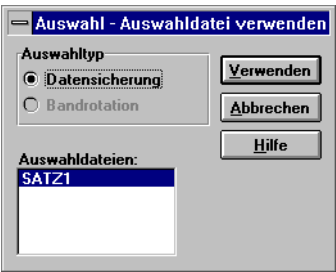 Auswahl - Auswahldatei verwenden
Auswahltyp
Datensicherung
Bandrotation
Verwenden
Abbrechen
Hilfe
Auswahldateien:
SATZ1